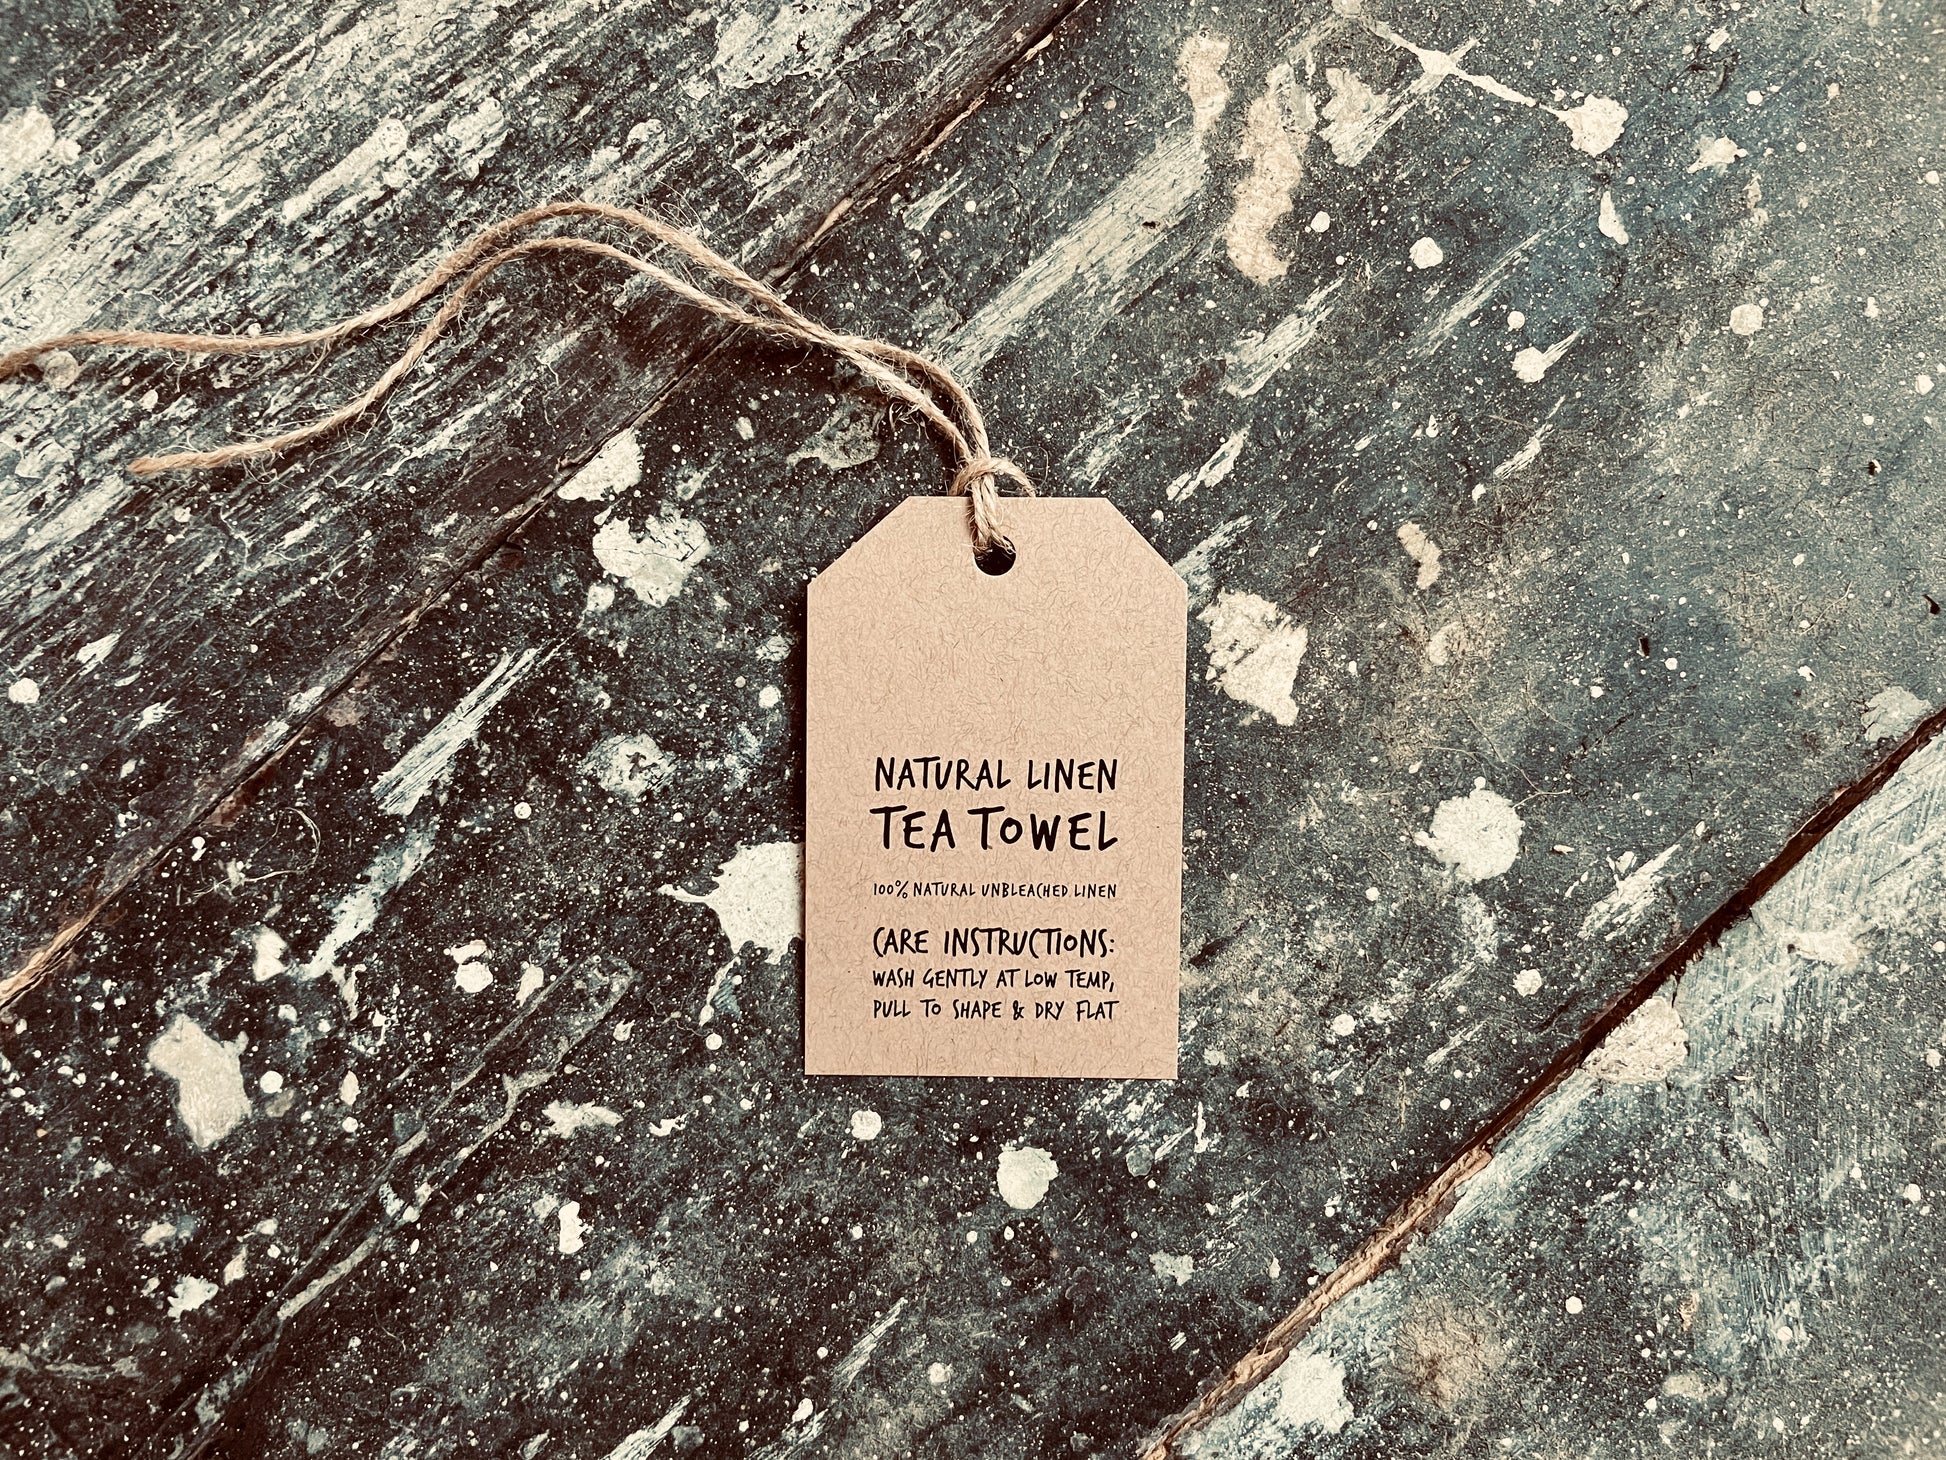 NATURAL LINEN
TEA TOWEL
100% NATURAL UNBLEACHED LINEN
CARE INSTRUCTIONS:
WASH GENTLY AT LOW TEMP,
PULL TO SHAPE & DRY FLAT